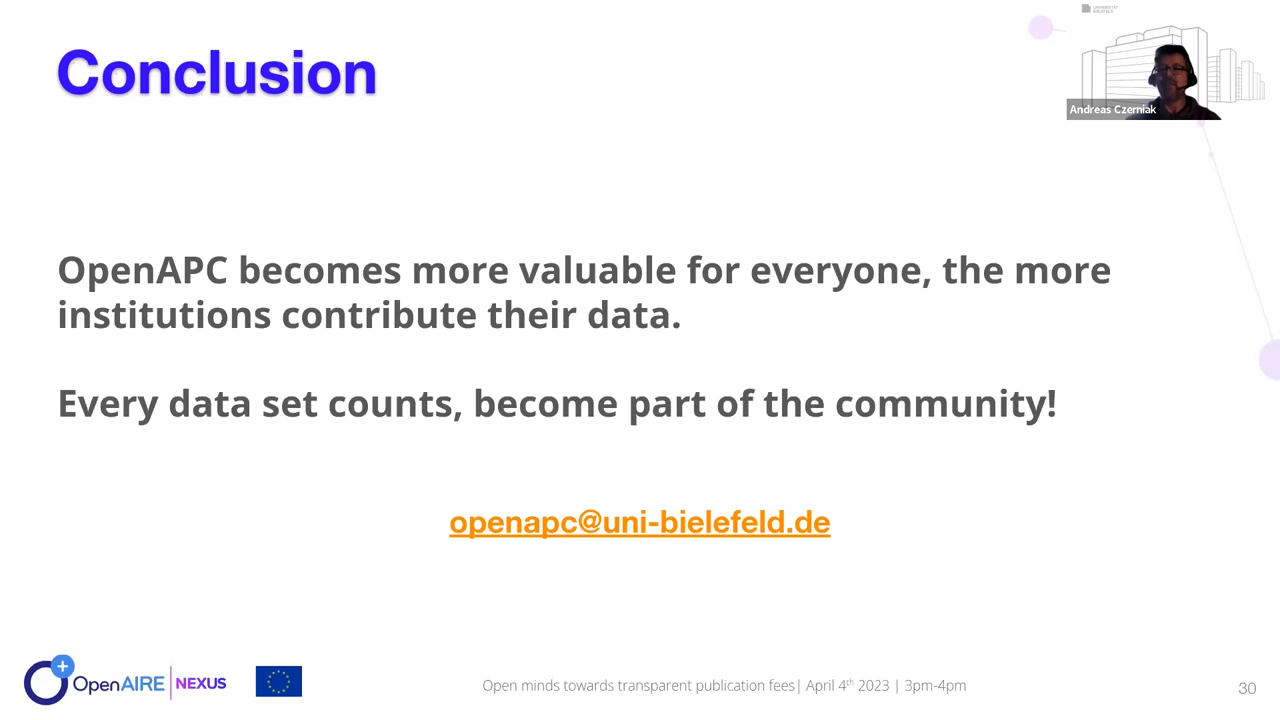 Conclusion
UNIVERSITÄT
BIELEFELD
Andreas Czerniak
OpenAPC becomes more valuable for everyone, the more
institutions contribute their data.
Every data set counts, become part of the community!
openapc@uni-bielefeld.de
OpenAIRE | NEXUS
Open minds towards transparent publication fees| April 4th 2023 | 3pm-4pm
30